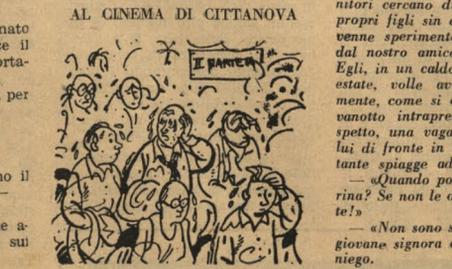 AL CINEMA DI CITTANOVA
II PARTE
nato
e il
orta-
per
no il
—
e a-
sui
nitori cercano d
propri figli sin d
venne sperimenta
dal nostro amico
Egli, in un caldo
estate, volle av
mente, come si c
vanotto intrapre
spetto, una vaga
lui di fronte in
tante spiagge ad
— «Quando po
rina? Se non le d
te!»
— «Non sono s
giovane signora d
niego.